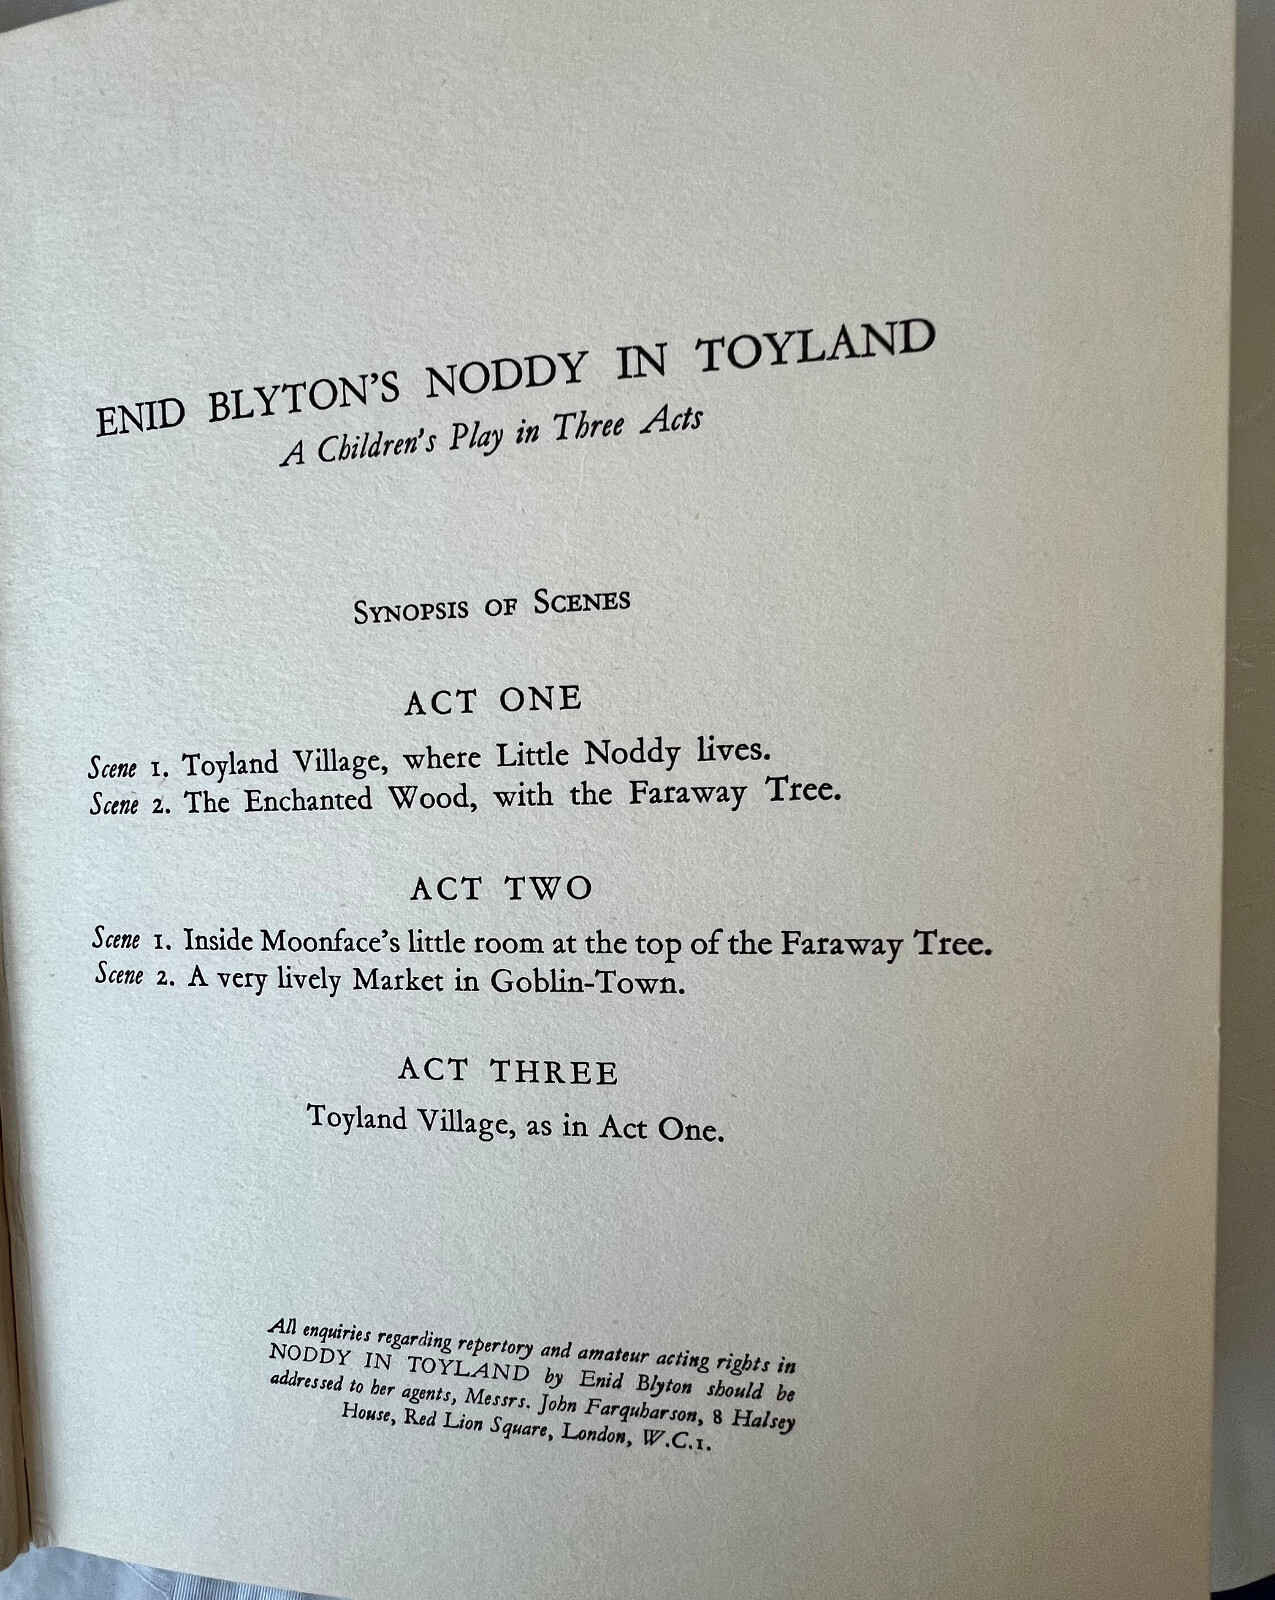 ENID BLYTON'S NODDY IN TOYLAND
A Children's Play in Three Acts
SYNOPSIS OF SCENES
ACT ONE
Scene 1. Toyland Village, where Little Noddy lives.
Scene 2. The Enchanted Wood, with the Faraway Tree.
ACT TWO
Scene 1. Inside Moonface's little room at the top of the Faraway Tree.
Scene 2. A very lively Market in Goblin-Town.
ACT THREE
Toyland Village, as in Act One.
All enquiries regarding repertory and amateur acting rights in
NODDY IN TOYLAND by Enid Blyton should be
addressed to her agents, Messrs. John Farquharson, 8 Halsey
House, Red Lion Square, London, W.C.1.